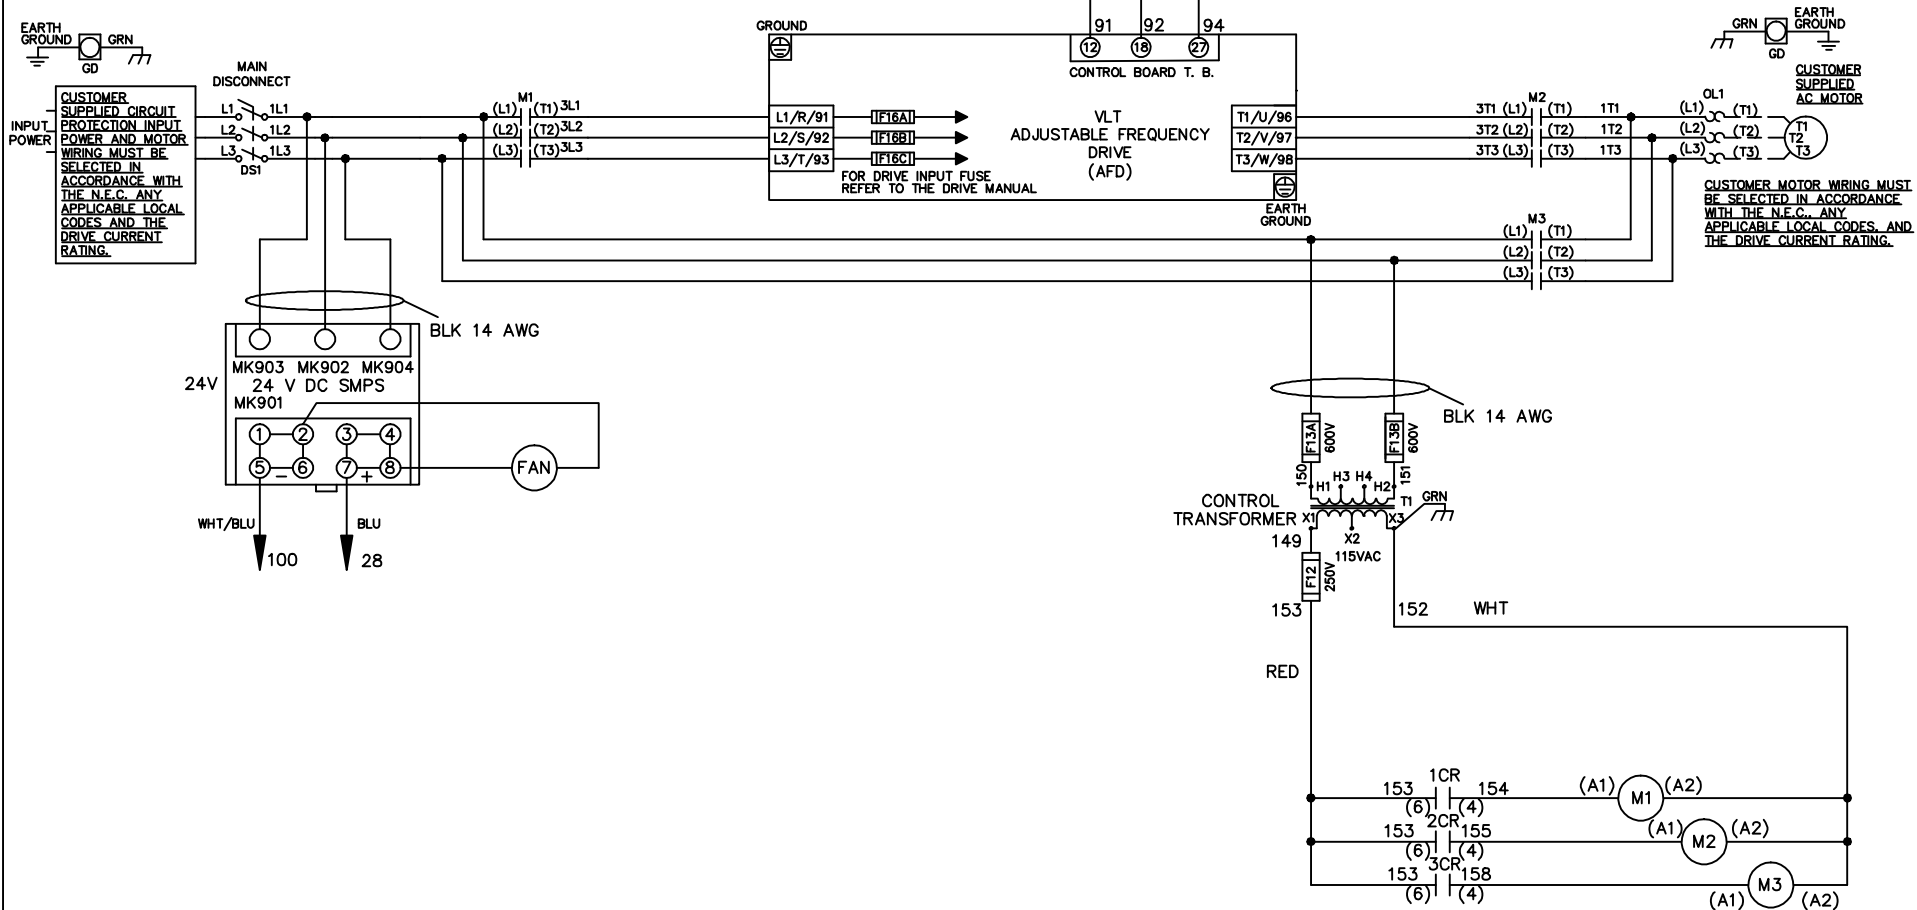 EARTH
GROUND
GRN
GD
MAIN
DISCONNECT
INPUT
POWER
CUSTOMER
SUPPLIED CIRCUIT
PROTECTION INPUT
POWER AND MOTOR
WIRING MUST BE
SELECTED IN
ACCORDANCE WITH
THE N.E.C. ANY
APPLICABLE LOCAL
CODES AND THE
DRIVE CURRENT
RATING.
L1 1L1
L2 1L2
L3 1L3
DS1
M1
(L1) (T1) 3L1
(L2) (T2) 3L2
(L3) (T3) 3L3
GROUND
91 92 94
12 18 27
CONTROL BOARD T. B.
L1/R/91 F16A
L2/S/92 F16B
L3/T/93 F16C
FOR DRIVE INPUT FUSE
REFER TO THE DRIVE MANUAL
VLT
ADJUSTABLE FREQUENCY
DRIVE
(AFD)
T1/U/96
T2/V/97
T3/W/98
EARTH
GROUND
M2
3T1 (L1) (T1) 1T1
3T2 (L2) (T2) 1T2
3T3 (L3) (T3) 1T3
M3
(L1) (T1)
(L2) (T2)
(L3) (T3)
GRN
EARTH
GROUND
GD
CUSTOMER
SUPPLIED
AC MOTOR
OL1
(L1) (T1)
(L2) (T2)
(L3) (T3)
T1
T2
T3
CUSTOMER MOTOR WIRING MUST
BE SELECTED IN ACCORDANCE
WITH THE N.E.C., ANY
APPLICABLE LOCAL CODES, AND
THE DRIVE CURRENT RATING.
BLK 14 AWG
MK903 MK902 MK904
24V
24 V DC SMPS
MK901
1 2 3 4
5 - 6 7 + 8
FAN
WHT/BLU
BLU
100
28
BLK 14 AWG
F13A
600V
F13B
600V
150
151
H1 H3 H4 H2
T1
GRN
CONTROL
TRANSFORMER
X1
X3
X2
115VAC
149
F12
250V
153
152
WHT
RED
1CR
153 154
(6) (4)
(A1) M1 (A2)
2CR
153 155
(6) (4)
(A1) M2 (A2)
3CR
153 158
(6) (4)
(A1) M3 (A2)